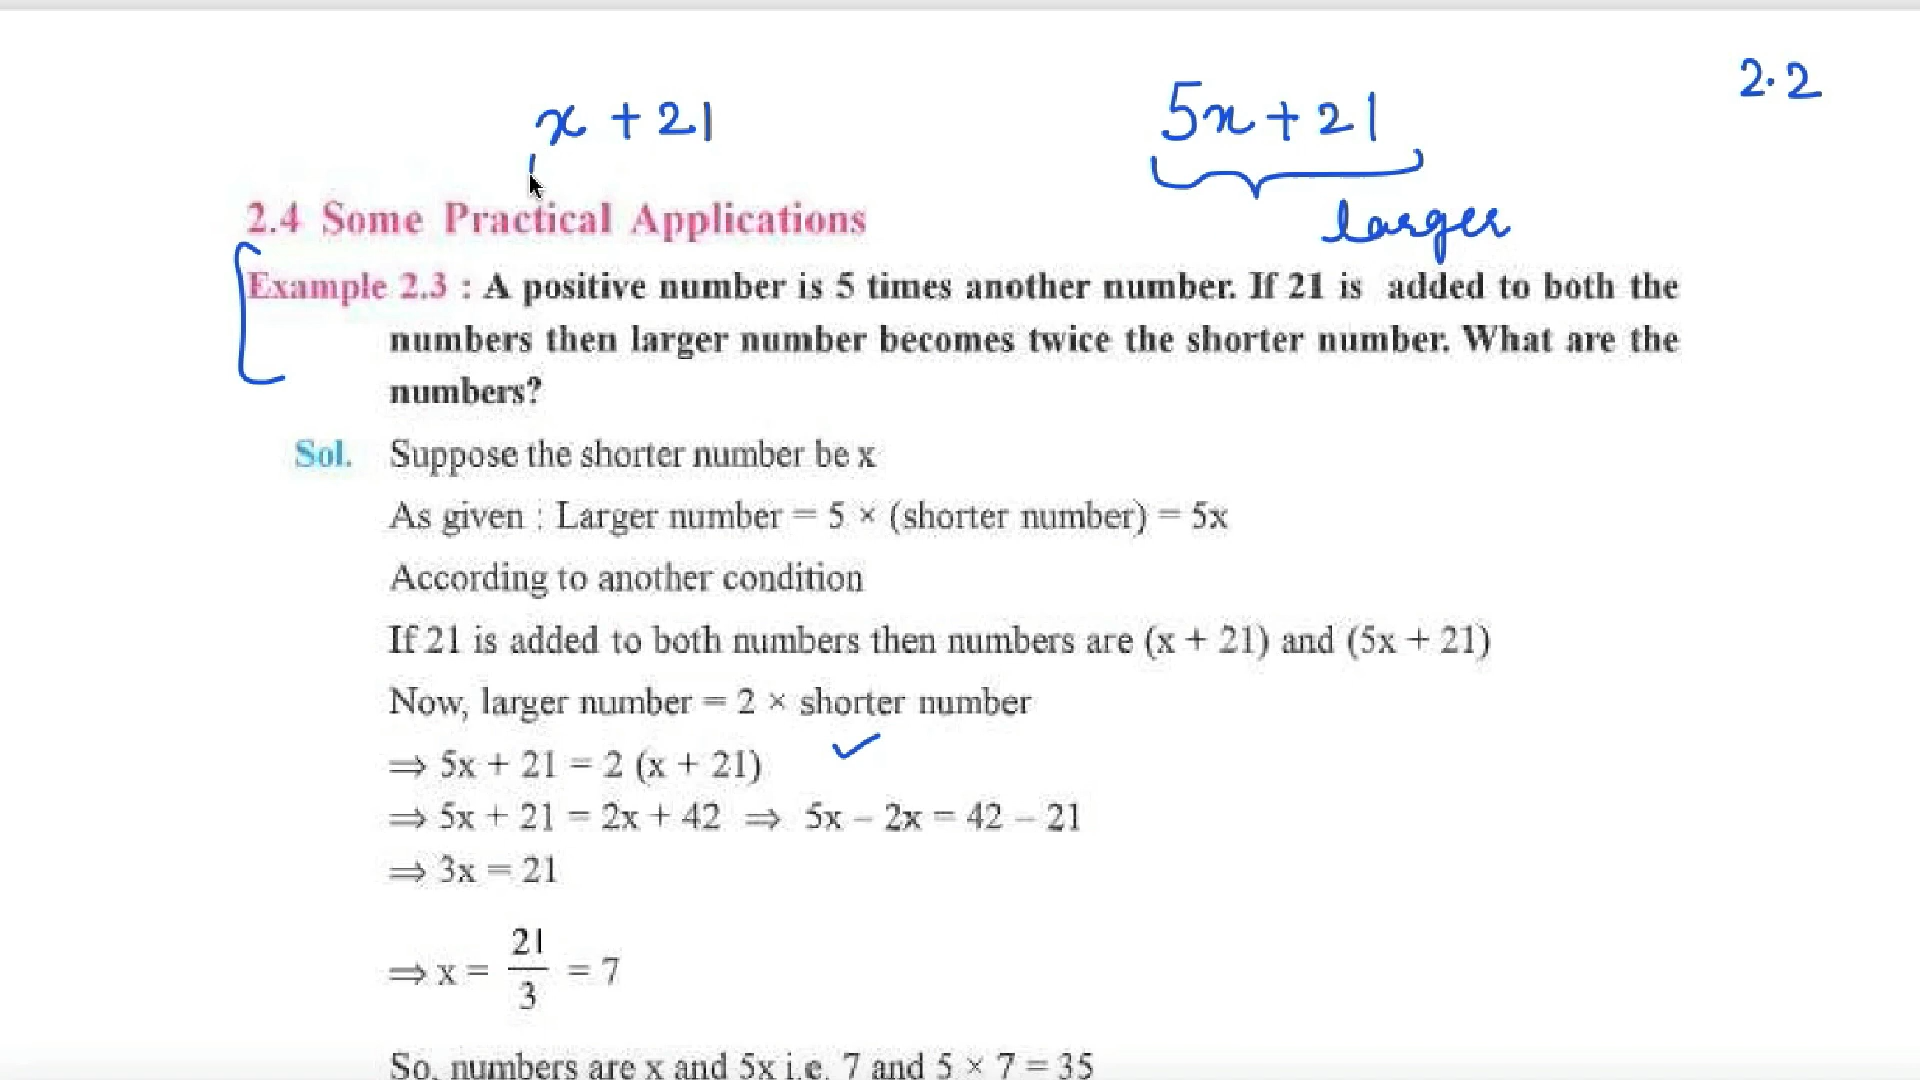 2.2
x + 21
5x + 21
larger
2.4 Some Practical Applications
Example 2.3 : A positive number is 5 times another number. If 21 is added to both the
numbers then larger number becomes twice the shorter number. What are the
numbers?
Sol. Suppose the shorter number be x
As given : Larger number = 5 × (shorter number) = 5x
According to another condition
If 21 is added to both numbers then numbers are (x + 21) and (5x + 21)
Now, larger number = 2 × shorter number
⇒ 5x + 21 = 2 (x + 21)
⇒ 5x + 21 = 2x + 42 ⇒ 5x – 2x = 42 – 21
⇒ 3x = 21
⇒ x = 21/3 = 7
So, numbers are x and 5x i.e. 7 and 5 × 7 = 35